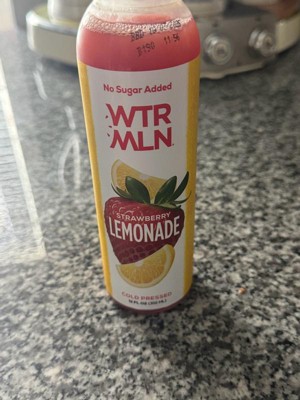 No Sugar Added
WTR
MLN
STRAWBERRY
LEMONADE
COLD PRESSED